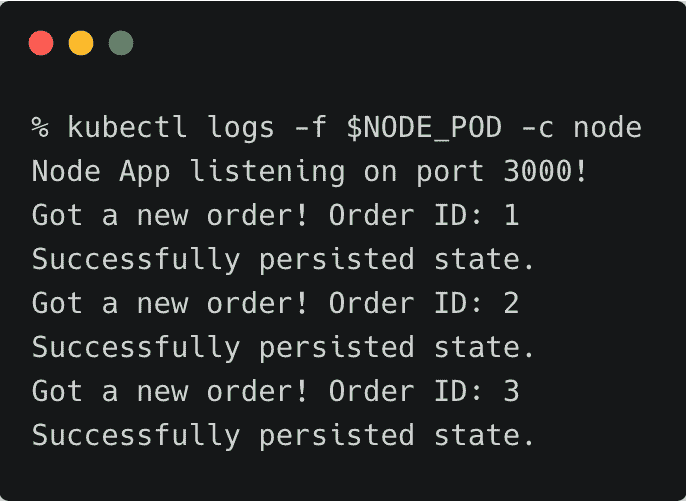 % kubectl logs -f $NODE_POD -c node
Node App listening on port 3000!
Got a new order! Order ID: 1
Successfully persisted state.
Got a new order! Order ID: 2
Successfully persisted state.
Got a new order! Order ID: 3
Successfully persisted state.